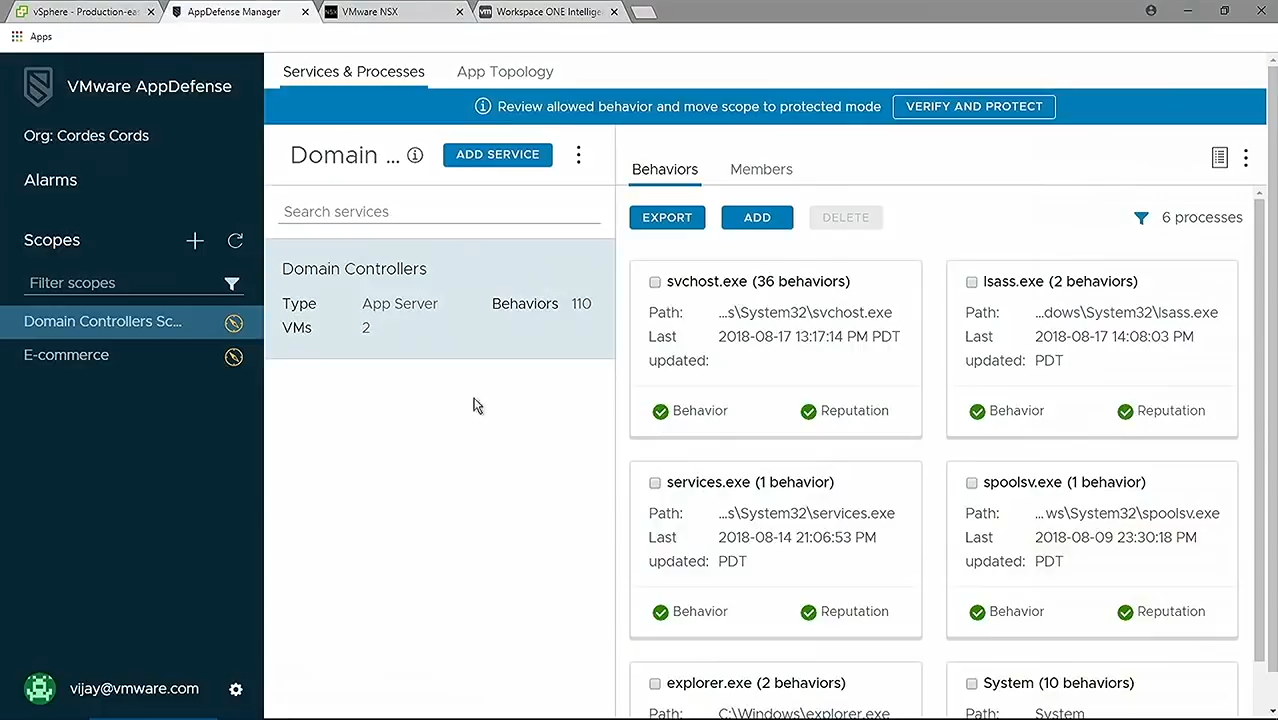 vSphere - Production-ea
AppDefense Manager
VMware NSX
Workspace ONE Intellige
Apps
VMware AppDefense
Org: Cordes Cords
Alarms
Scopes
Filter scopes
Domain Controllers Sc...
E-commerce
vijay@vmware.com
Services & Processes
App Topology
Review allowed behavior and move scope to protected mode
VERIFY AND PROTECT
Domain ...
ADD SERVICE
Search services
Domain Controllers
Type App Server Behaviors 110
VMs 2
Behaviors
Members
EXPORT
ADD
DELETE
6 processes
svchost.exe (36 behaviors)
Path: ...s\System32\svchost.exe
Last 2018-08-17 13:17:14 PM PDT
updated:
Behavior Reputation
lsass.exe (2 behaviors)
Path: ...dows\System32\lsass.exe
Last 2018-08-17 14:08:03 PM
updated: PDT
Behavior Reputation
services.exe (1 behavior)
Path: ...s\System32\services.exe
Last 2018-08-14 21:06:53 PM
updated: PDT
Behavior Reputation
spoolsv.exe (1 behavior)
Path: ...ws\System32\spoolsv.exe
Last 2018-08-09 23:30:18 PM
updated: PDT
Behavior Reputation
explorer.exe (2 behaviors)
Path: C:\Windows\explorer.exe
System (10 behaviors)
Path: System